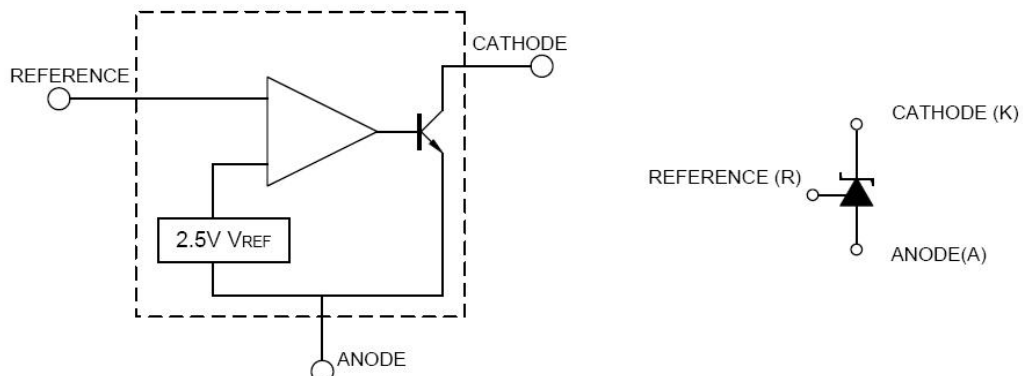 CATHODE
REFERENCE
2.5V VREF
ANODE
CATHODE (K)
REFERENCE (R)
ANODE(A)